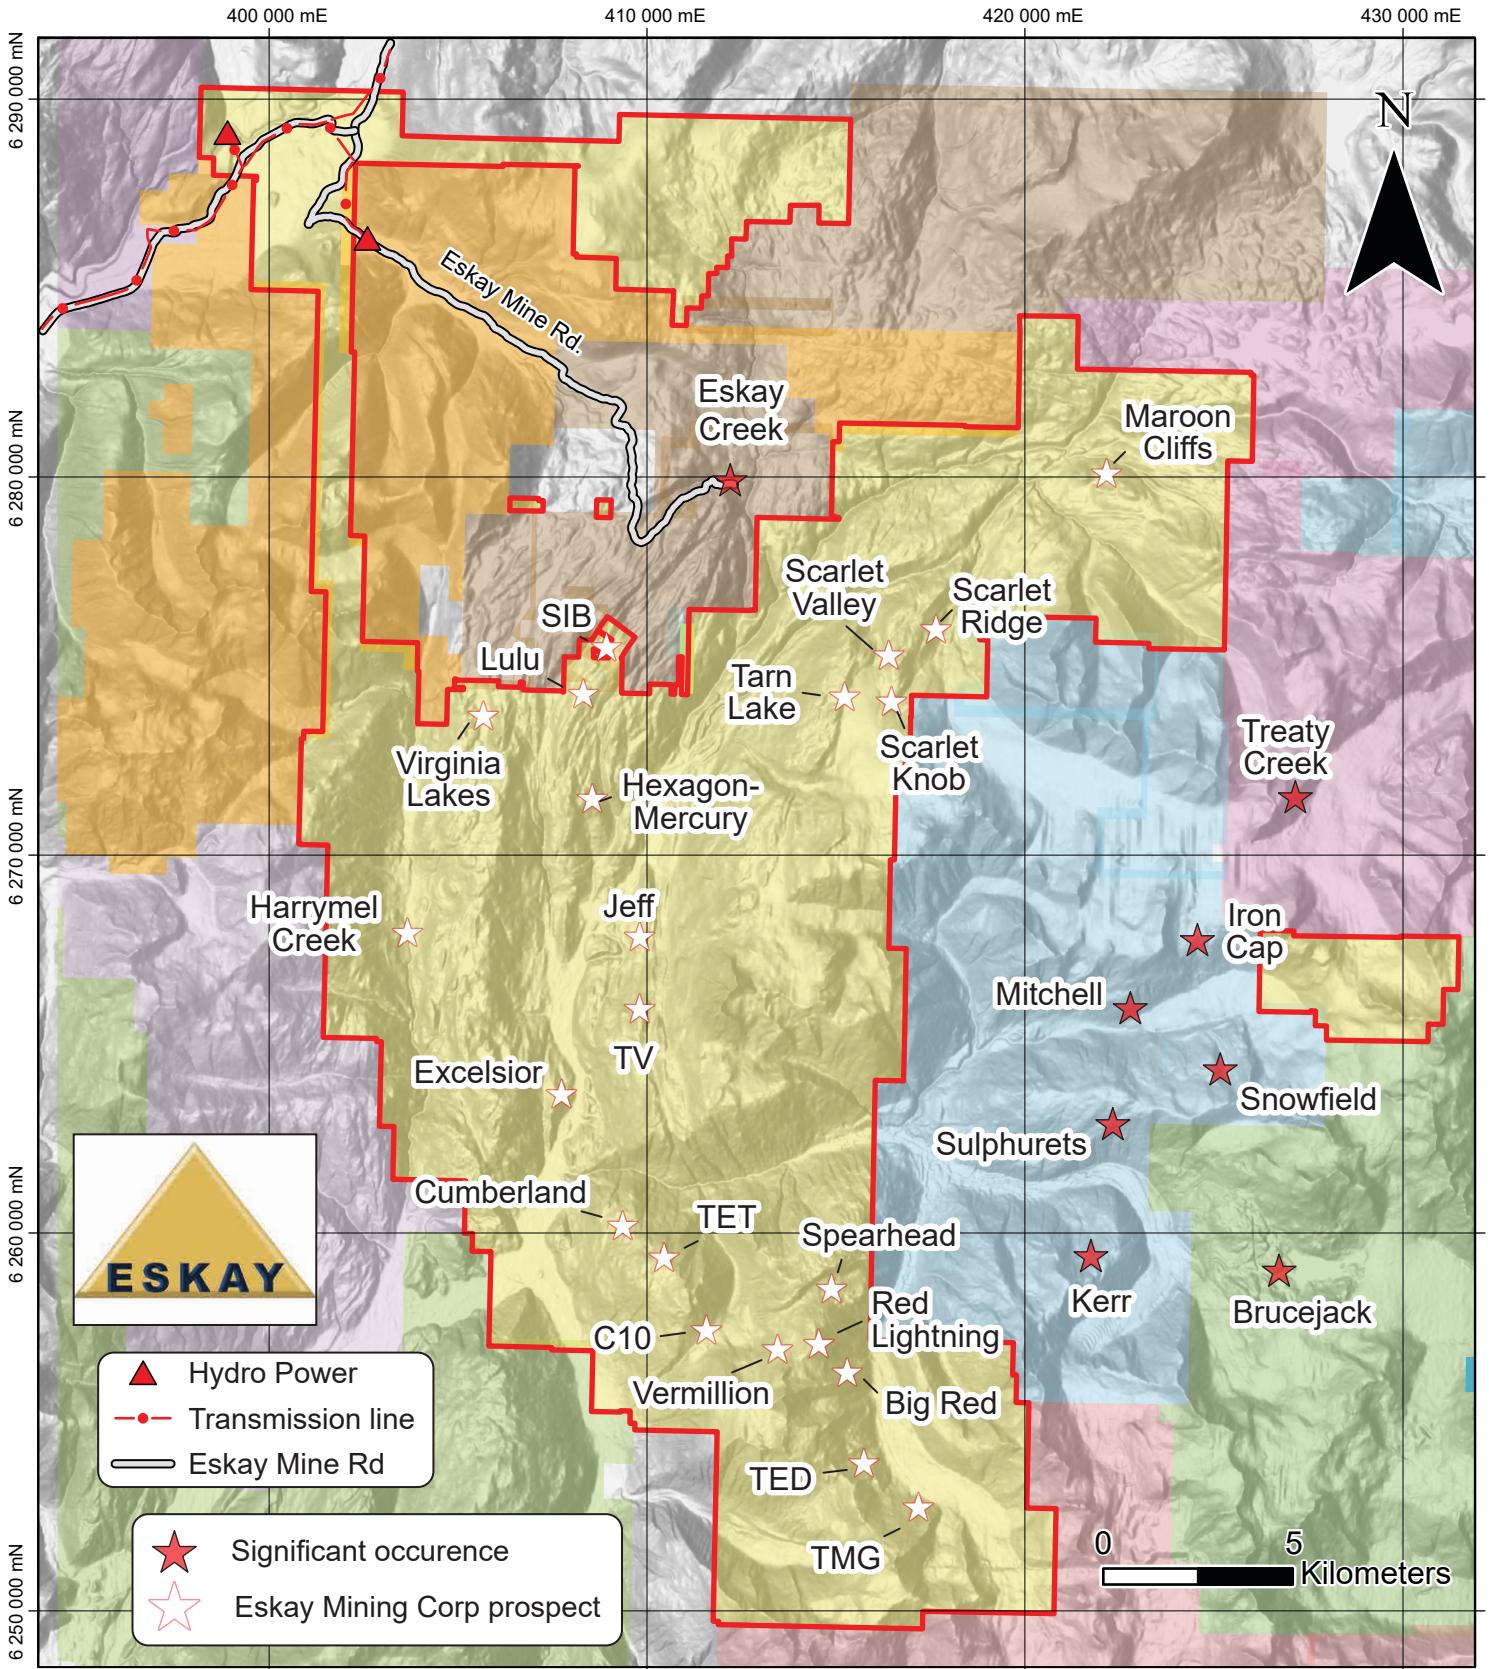 400 000 mE
410 000 mE
420 000 mE
430 000 mE
6 290 000 mN
6 280 000 mN
6 270 000 mN
6 260 000 mN
6 250 000 mN
N
Eskay Mine Rd.
Eskay
Creek
Maroon
Cliffs
Scarlet
Valley
Scarlet
Ridge
SIB
Lulu
Tarn
Lake
Scarlet
Knob
Virginia
Lakes
Hexagon-
Mercury
Treaty
Creek
Harrymel
Creek
Jeff
Iron
Cap
Mitchell
TV
Excelsior
Snowfield
Sulphurets
Cumberland
TET
Spearhead
Kerr
Brucejack
Red
Lightning
C10
Vermillion
Big Red
TED
TMG
ESKAY
Hydro Power
Transmission line
Eskay Mine Rd
Significant occurence
Eskay Mining Corp prospect
0
5
Kilometers